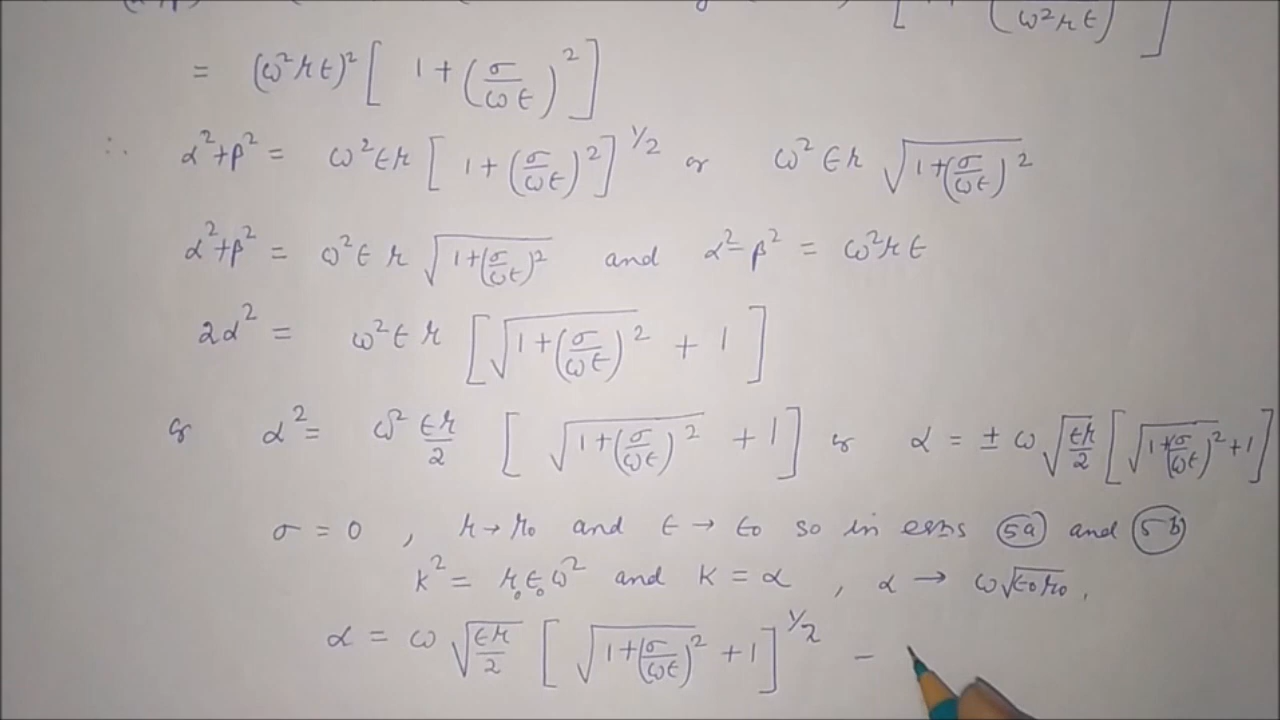 = (ω²με)² [ 1 + (σ/ωε)² ]
∴ α²+β² = ω²εμ [ 1 + (σ/ωε)² ]^1/2 or ω²εμ √1+(σ/ωε)²
α²+β² = ω²εμ √1+(σ/ωε)² and α²-β² = ω²με
2α² = ω²εμ [ √1+(σ/ωε)² + 1 ]
or α² = ω² εμ/2 [ √1+(σ/ωε)² + 1 ] or α = ± ω √εμ/2 [ √1+(σ/ωε)² + 1 ]
σ = 0 , μ → μ₀ and ε → ε₀ so in eqns 5a and 5b
k² = μ₀ε₀ω² and K = α , α → ω√ε₀μ₀ ,
α = ω √εμ/2 [ √1+(σ/ωε)² + 1 ]^1/2 –